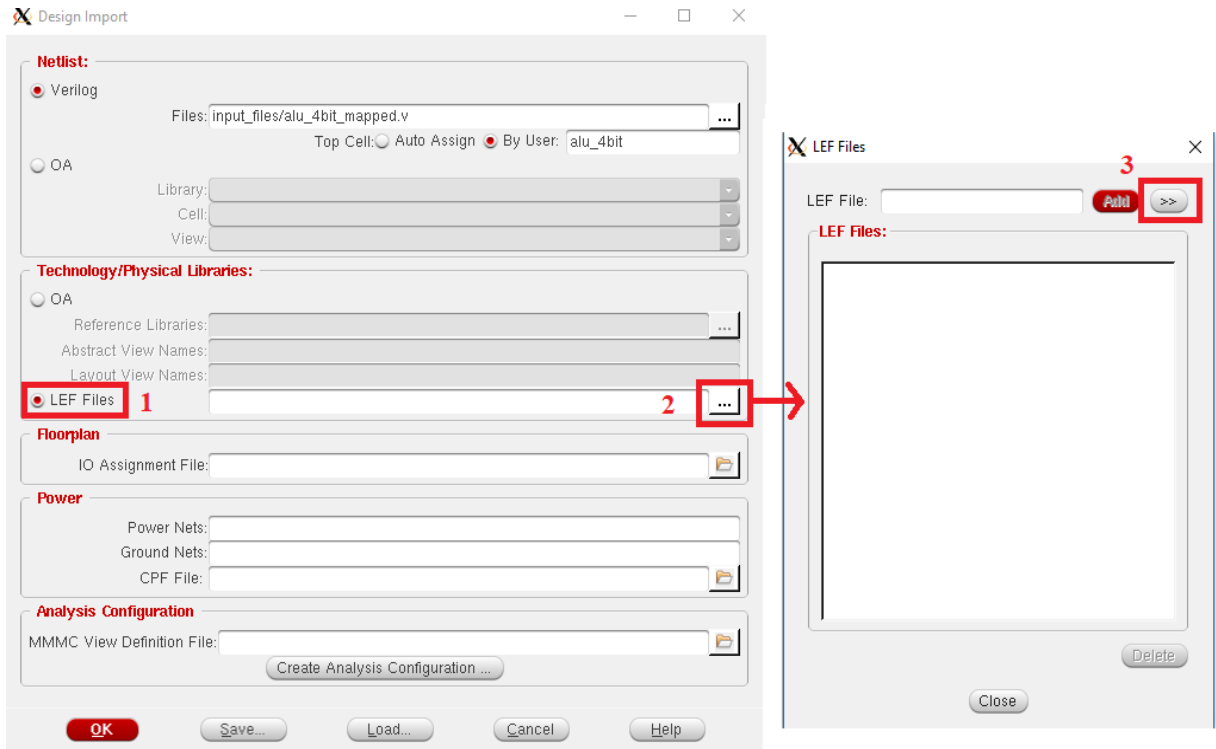 Design Import
Netlist:
Verilog
Files: input_files/alu_4bit_mapped.v ...
Top Cell: Auto Assign By User: alu_4bit
OA
Library:
Cell:
View:
Technology/Physical Libraries:
OA
Reference Libraries: ...
Abstract View Names:
Layout View Names:
LEF Files 1 2 ...
Floorplan
IO Assignment File:
Power
Power Nets:
Ground Nets:
CPF File:
Analysis Configuration
MMMC View Definition File:
Create Analysis Configuration ...
OK Save... Load... Cancel Help
LEF Files
3
LEF File: Add >>
LEF Files:
Delete
Close